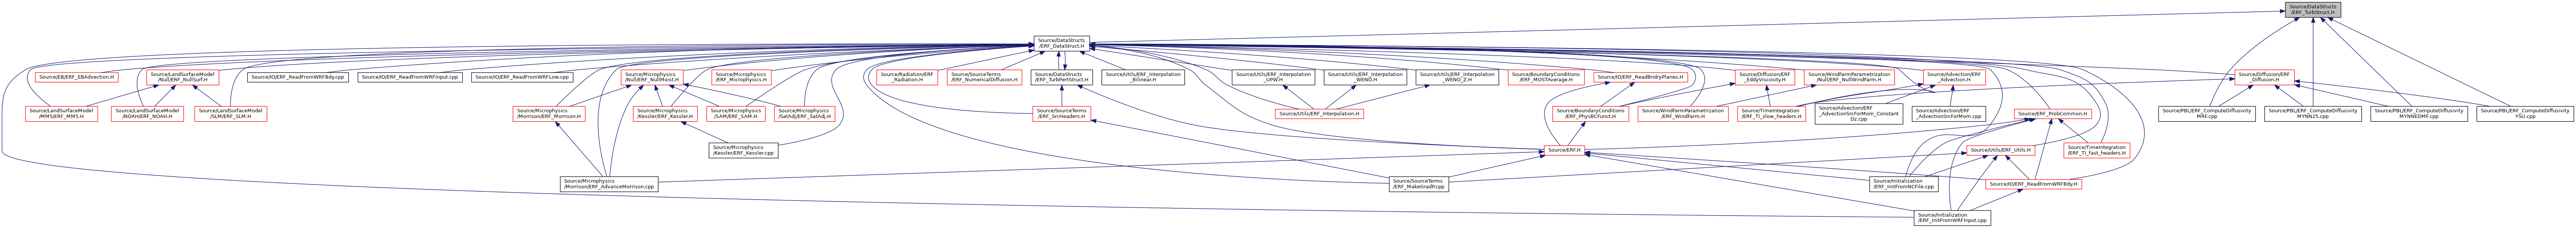 Source/DataStructs
/ERF_TurbStruct.H
Source/DataStructs
/ERF_DataStruct.H
Source/EB/ERF_EBAdvection.H
Source/LandSurfaceModel
/Null/ERF_NullSurf.H
Source/IO/ERF_ReadFromWRFBdy.cpp
Source/IO/ERF_ReadFromWRFInput.cpp
Source/IO/ERF_ReadFromWRFLow.cpp
Source/Microphysics
/Null/ERF_NullMoist.H
Source/Microphysics
/ERF_Microphysics.H
Source/Radiation/ERF
_Radiation.H
Source/SourceTerms
/ERF_NumericalDiffusion.H
Source/DataStructs
/ERF_TurbPertStruct.H
Source/Utils/ERF_Interpolation
_Bilinear.H
Source/Utils/ERF_Interpolation
_UPW.H
Source/Utils/ERF_Interpolation
_WENO.H
Source/Utils/ERF_Interpolation
_WENO_Z.H
Source/BoundaryConditions
/ERF_MOSTAverage.H
Source/IO/ERF_ReadBndryPlanes.H
Source/Diffusion/ERF
_EddyViscosity.H
Source/WindFarmParametrization
/Null/ERF_NullWindFarm.H
Source/Advection/ERF
_Advection.H
Source/Diffusion/ERF
_Diffusion.H
Source/LandSurfaceModel
/MM5/ERF_MM5.H
Source/LandSurfaceModel
/NOAH/ERF_NOAH.H
Source/LandSurfaceModel
/SLM/ERF_SLM.H
Source/Microphysics
/Morrison/ERF_Morrison.H
Source/Microphysics
/Kessler/ERF_Kessler.H
Source/Microphysics
/SAM/ERF_SAM.H
Source/Microphysics
/SatAdj/ERF_SatAdj.H
Source/SourceTerms
/ERF_SrcHeaders.H
Source/Utils/ERF_Interpolation.H
Source/BoundaryConditions
/ERF_PhysBCFunct.H
Source/WindFarmParametrization
/ERF_WindFarm.H
Source/TimeIntegration
/ERF_TI_slow_headers.H
Source/Advection/ERF
_AdvectionSrcForMom_Constant
Dz.cpp
Source/Advection/ERF
_AdvectionSrcForMom.cpp
Source/ERF_ProbCommon.H
Source/PBL/ERF_ComputeDiffusivity
MRF.cpp
Source/PBL/ERF_ComputeDiffusivity
MYNN25.cpp
Source/PBL/ERF_ComputeDiffusivity
MYNNEDMF.cpp
Source/PBL/ERF_ComputeDiffusivity
YSU.cpp
Source/Microphysics
/Kessler/ERF_Kessler.cpp
Source/ERF.H
Source/Utils/ERF_Utils.H
Source/TimeIntegration
/ERF_TI_fast_headers.H
Source/Microphysics
/Morrison/ERF_AdvanceMorrison.cpp
Source/SourceTerms
/ERF_MakeGradP.cpp
Source/Initialization
/ERF_InitFromNCFile.cpp
Source/IO/ERF_ReadFromWRFBdy.H
Source/Initialization
/ERF_InitFromWRFInput.cpp